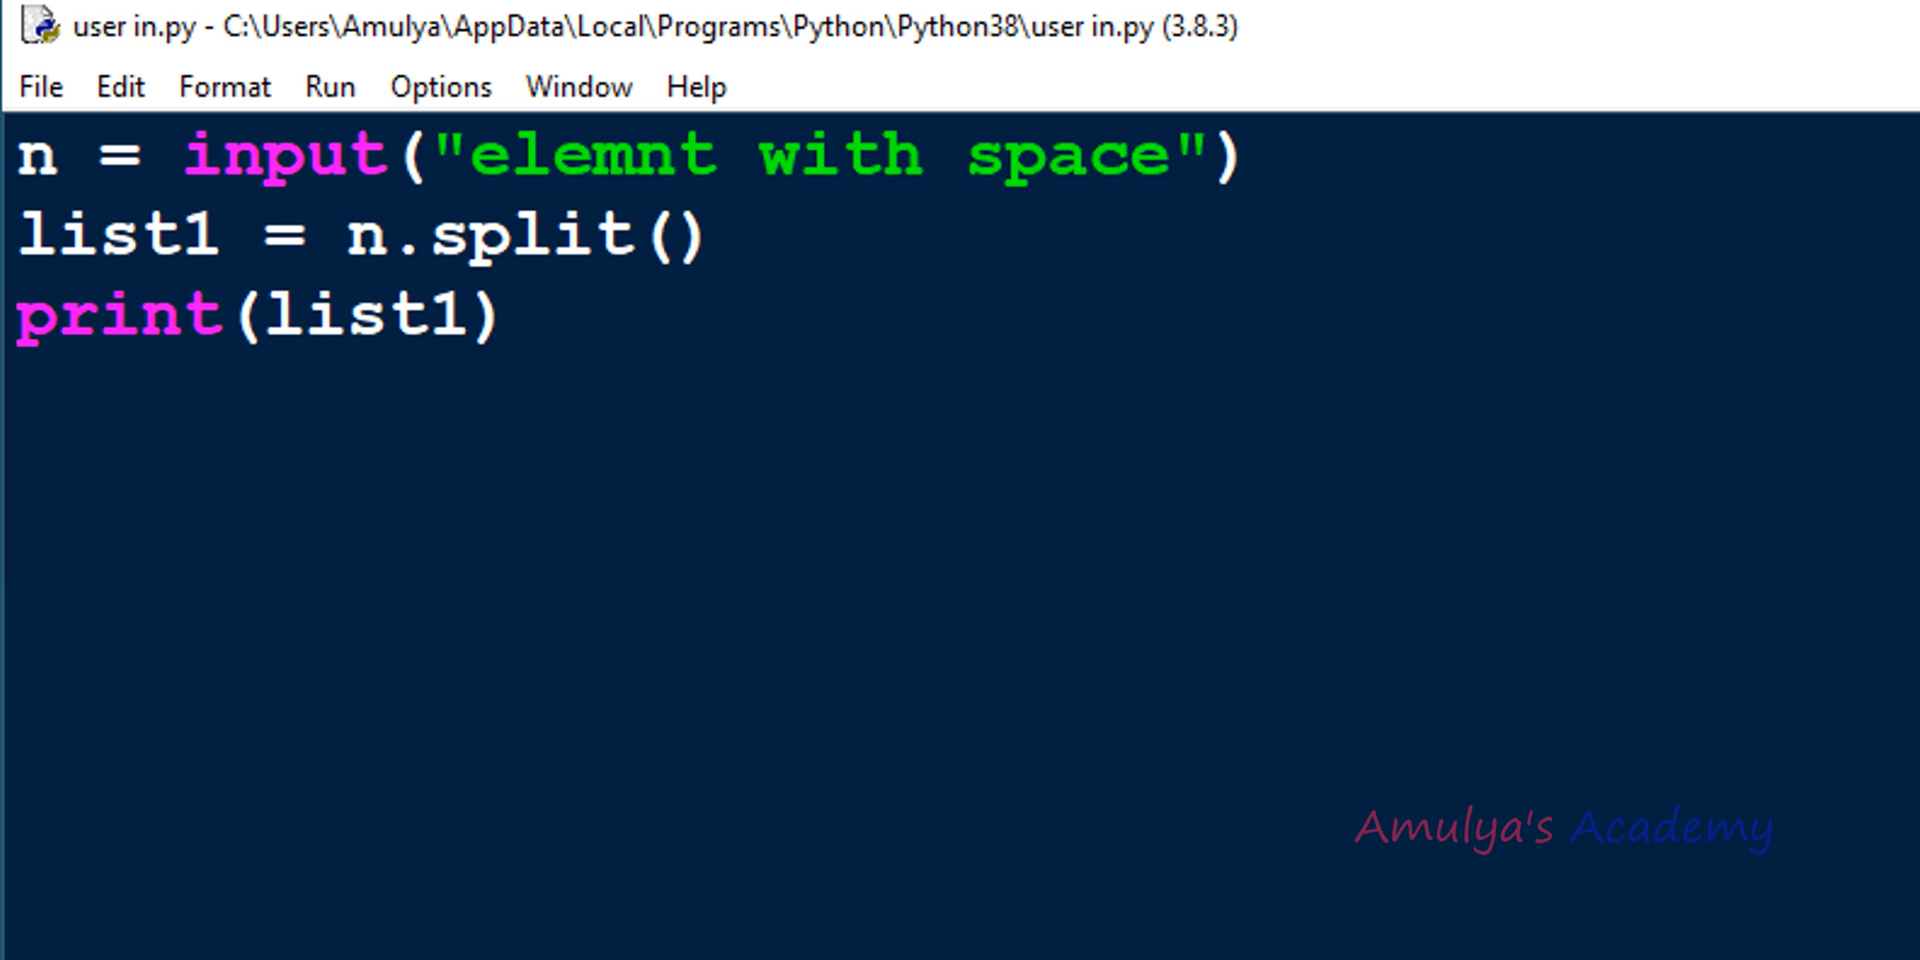 user in.py - C:\Users\Amulya\AppData\Local\Programs\Python\Python38\user in.py (3.8.3)
File Edit Format Run Options Window Help
n = input("elemnt with space")
list1 = n.split()
print(list1)
Amulya's Academy